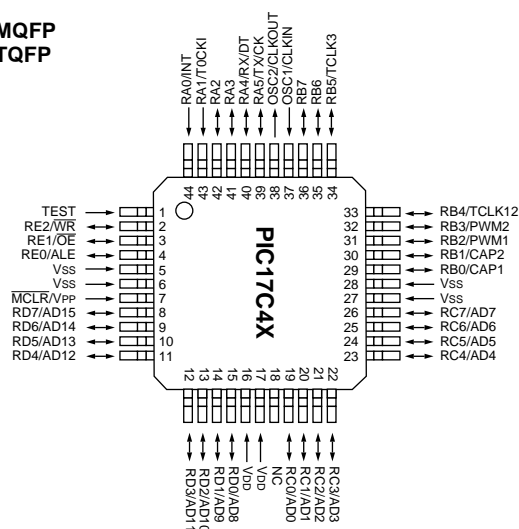 MQFP
TQFP
RA0/INT
RA1/T0CKI
RA2
RA3
RA4/RX/DT
RA5/TX/CK
OSC2/CLKOUT
OSC1/CLKIN
RB7
RB6
RB5/TCLK3
44
43
42
41
40
39
38
37
36
35
34
TEST 1
RE2/WR 2
RE1/OE 3
RE0/ALE 4
VSS 5
VSS 6
MCLR/VPP 7
RD7/AD15 8
RD6/AD14 9
RD5/AD13 10
RD4/AD12 11
PIC17C4X
33 RB4/TCLK12
32 RB3/PWM2
31 RB2/PWM1
30 RB1/CAP2
29 RB0/CAP1
28 VSS
27 VSS
26 RC7/AD7
25 RC6/AD6
24 RC5/AD5
23 RC4/AD4
12
13
14
15
16
17
18
19
20
21
22
RD3/AD11
RD2/AD10
RD1/AD9
RD0/AD8
VDD
VDD
NC
RC0/AD0
RC1/AD1
RC2/AD2
RC3/AD3